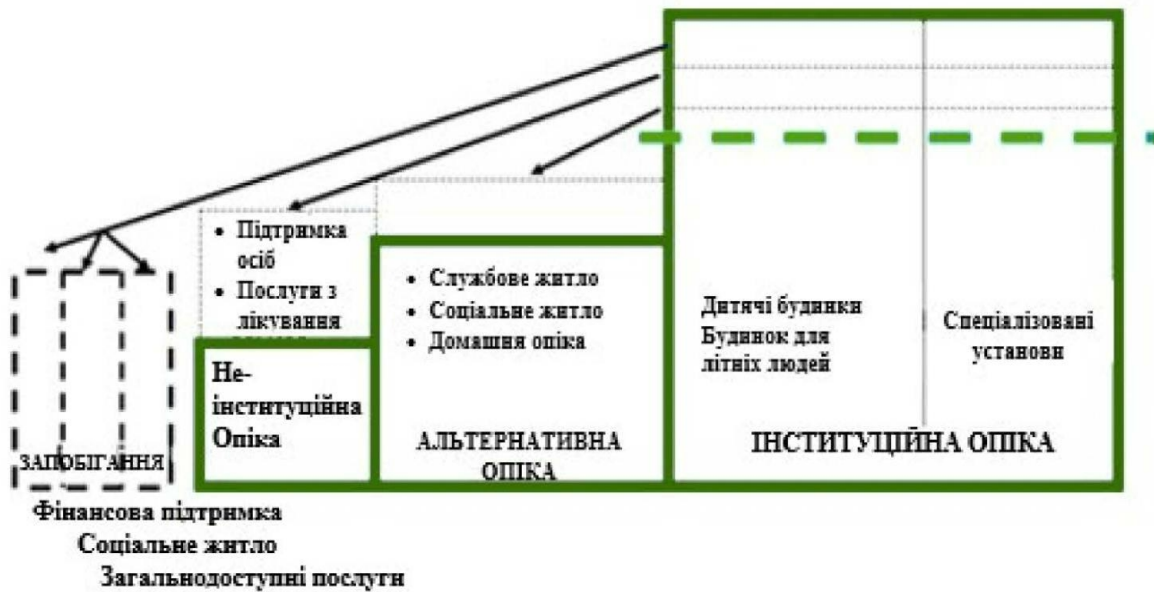 • Підтримка
осіб
• Послуги з
лікування
• Службове житло
• Соціальне житло
• Домашня опіка
Дитячі будинки
Будинок для
літніх людей
Спеціалізовані
установи
Не-
інституційна
Опіка
АЛЬТЕРНАТИВНА
ОПІКА
ІНСТИТУЦІЙНА ОПІКА
ЗАПОБІГАННЯ
Фінансова підтримка
Соціальне житло
Загальнодоступні послуги